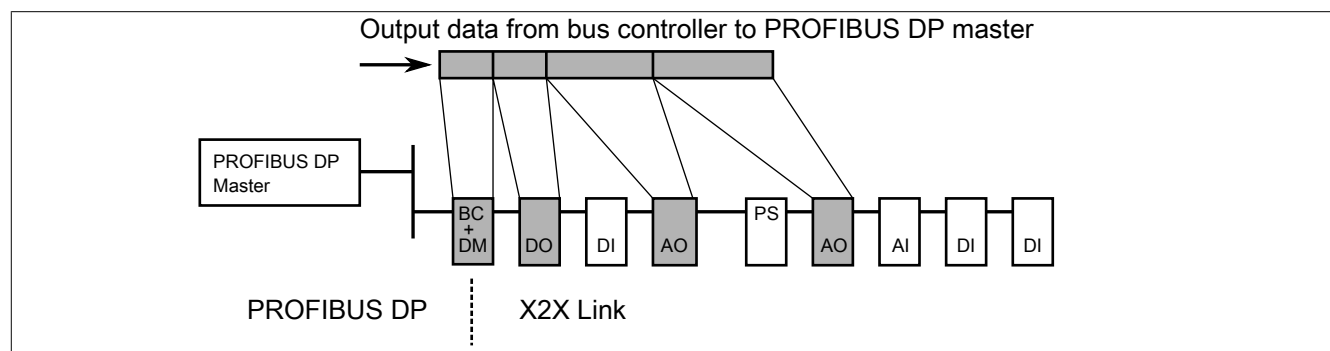 Output data from bus controller to PROFIBUS DP master
PROFIBUS DP
Master
BC
+
DM
DO
DI
AO
PS
AO
AI
DI
DI
PROFIBUS DP
X2X Link